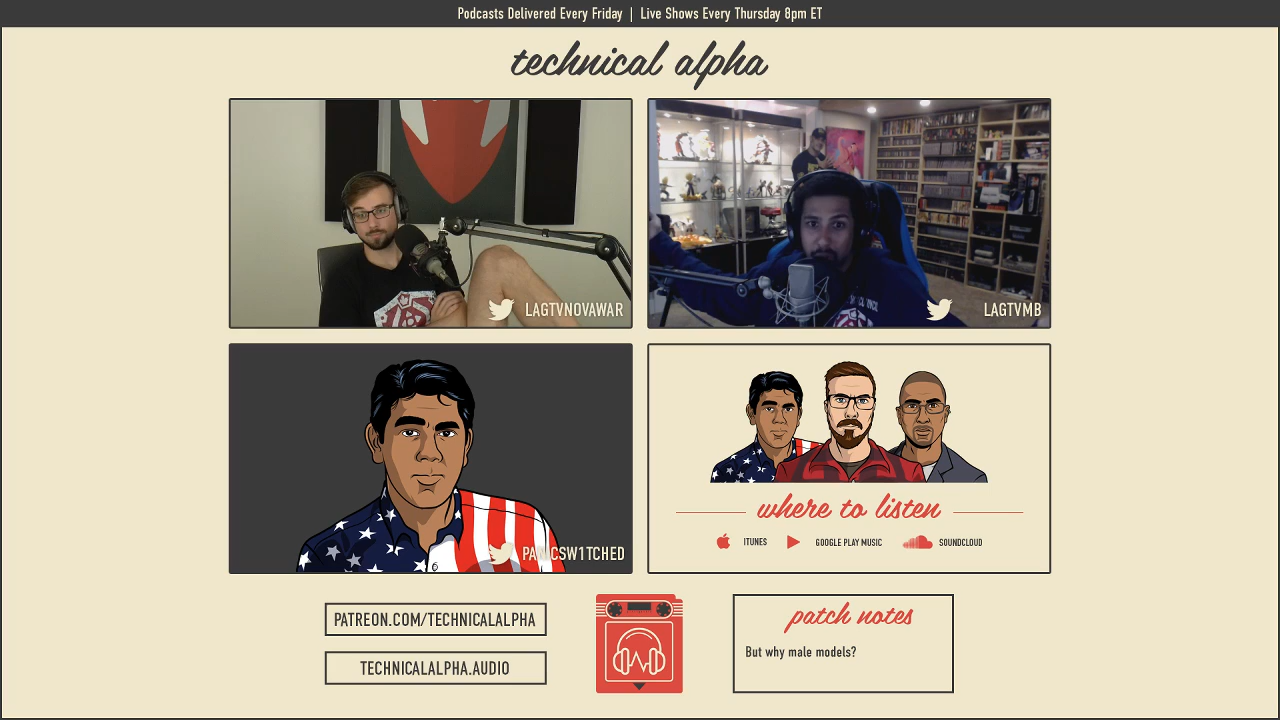 Podcasts Delivered Every Friday | Live Shows Every Thursday 8pm ET
technical alpha
LAGTVNOVAWAR
LAGTVMB
PANICSW1TCHED
where to listen
ITUNES
GOOGLE PLAY MUSIC
SOUNDCLOUD
PATREON.COM/TECHNICALALPHA
TECHNICALALPHA.AUDIO
patch notes
But why male models?